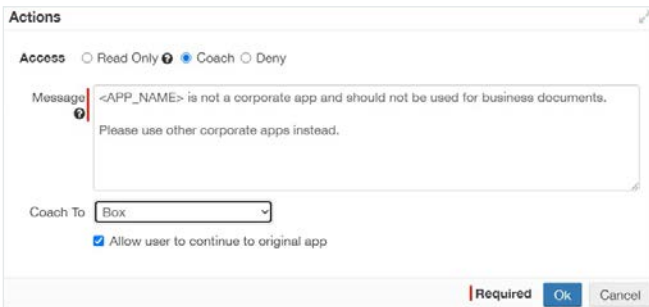 Actions
Access Read Only Coach Deny
Message <APP_NAME> is not a corporate app and should not be used for business documents.
Please use other corporate apps instead.
Coach To Box
Allow user to continue to original app
Required Ok Cancel